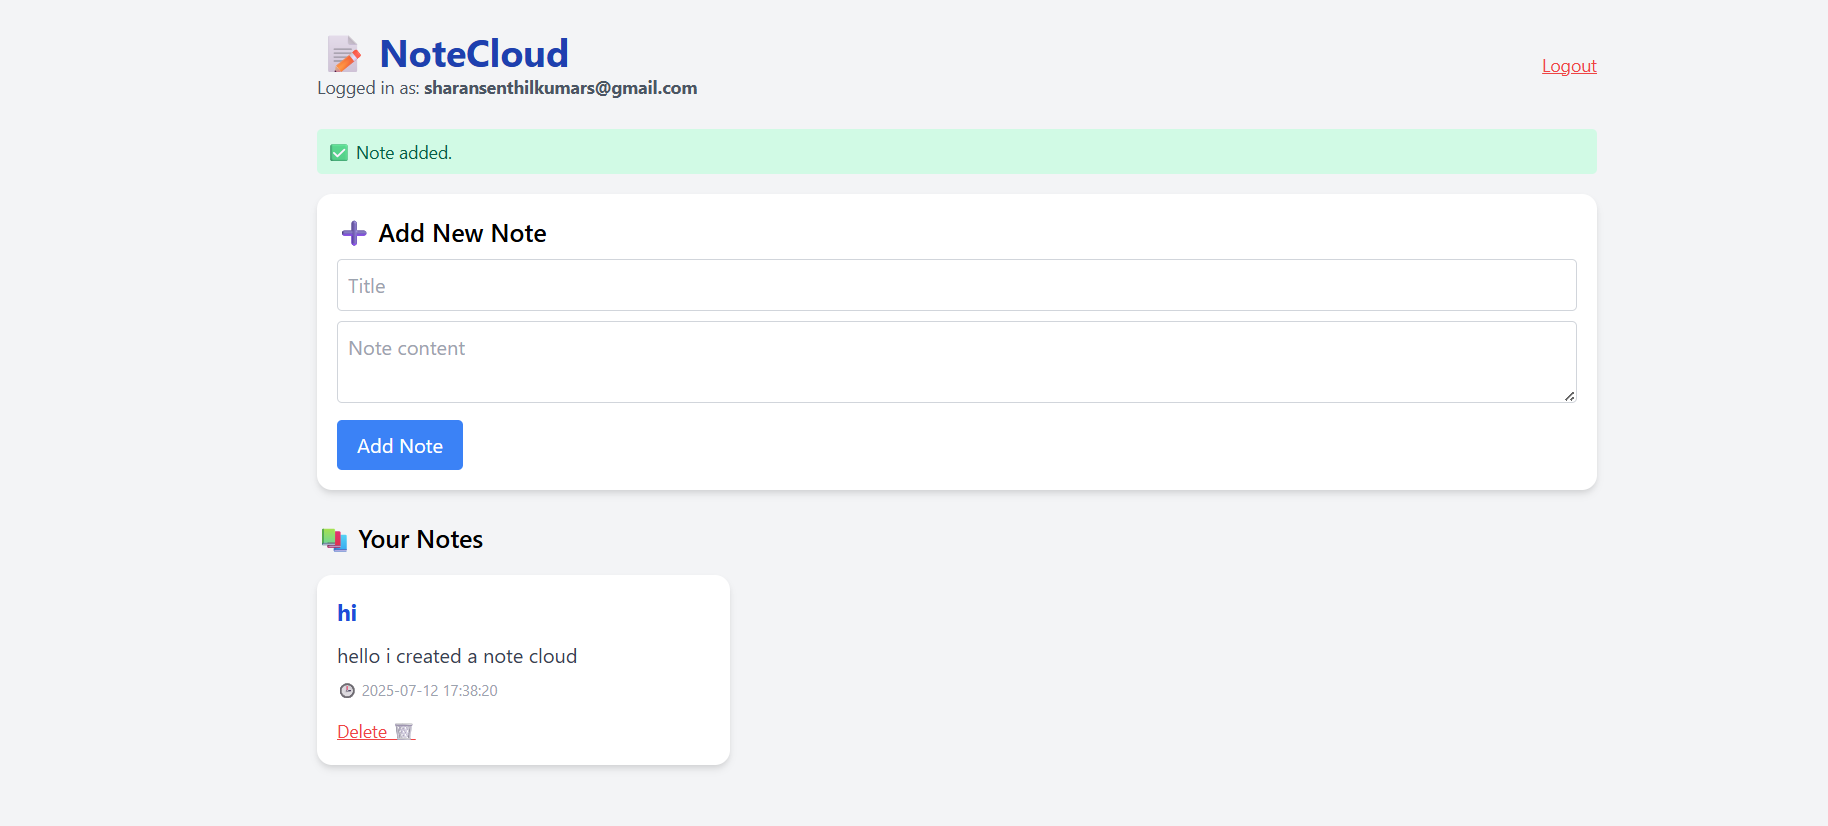 NoteCloud
Logout
Logged in as: sharansenthilkumars@gmail.com
Note added.
Add New Note
Title
Note content
Add Note
Your Notes
hi
hello i created a note cloud
2025-07-12 17:38:20
Delete